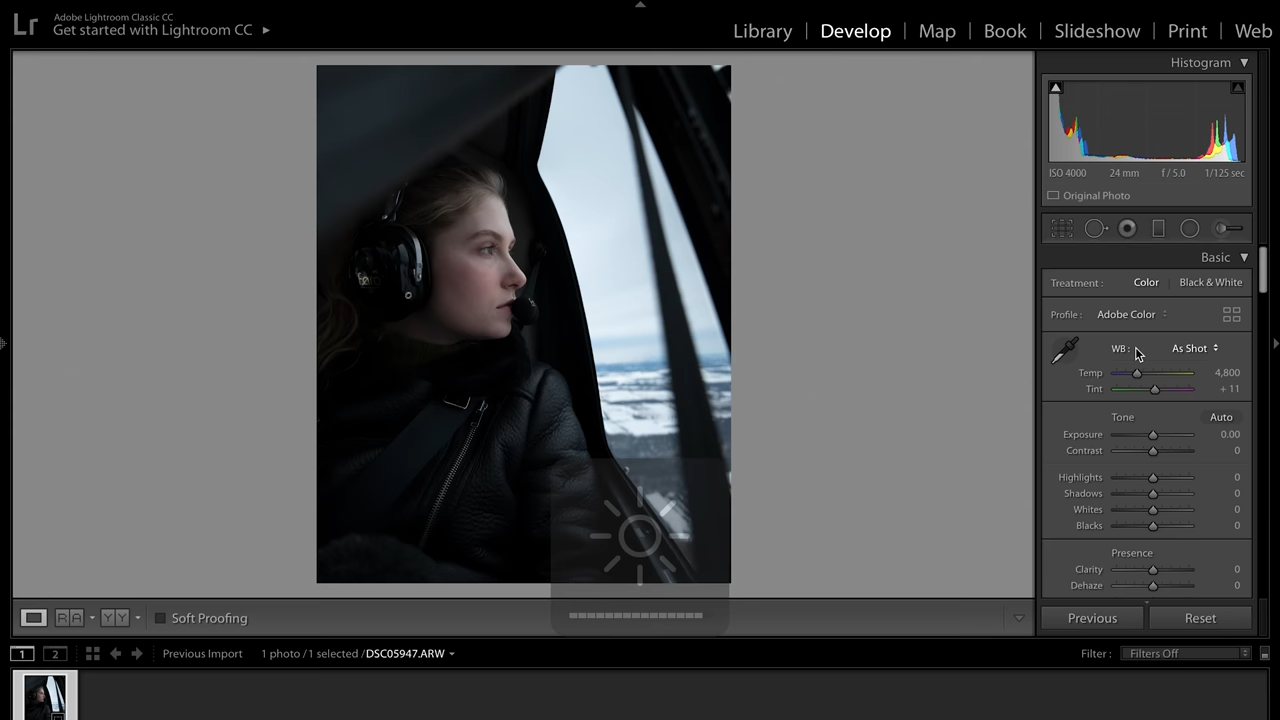 Lr
Adobe Lightroom Classic CC
Get started with Lightroom CC
Library | Develop | Map | Book | Slideshow | Print | Web
Histogram
ISO 4000 24 mm f / 5.0 1/125 sec
Original Photo
Basic
Treatment : Color | Black & White
Profile : Adobe Color
WB : As Shot
Temp 4,800
Tint + 11
Tone Auto
Exposure 0.00
Contrast 0
Highlights 0
Shadows 0
Whites 0
Blacks 0
Presence
Clarity 0
Dehaze 0
R A Y Y Soft Proofing
Previous Reset
1 2 Previous Import 1 photo / 1 selected / DSC05947.ARW
Filter : Filters Off